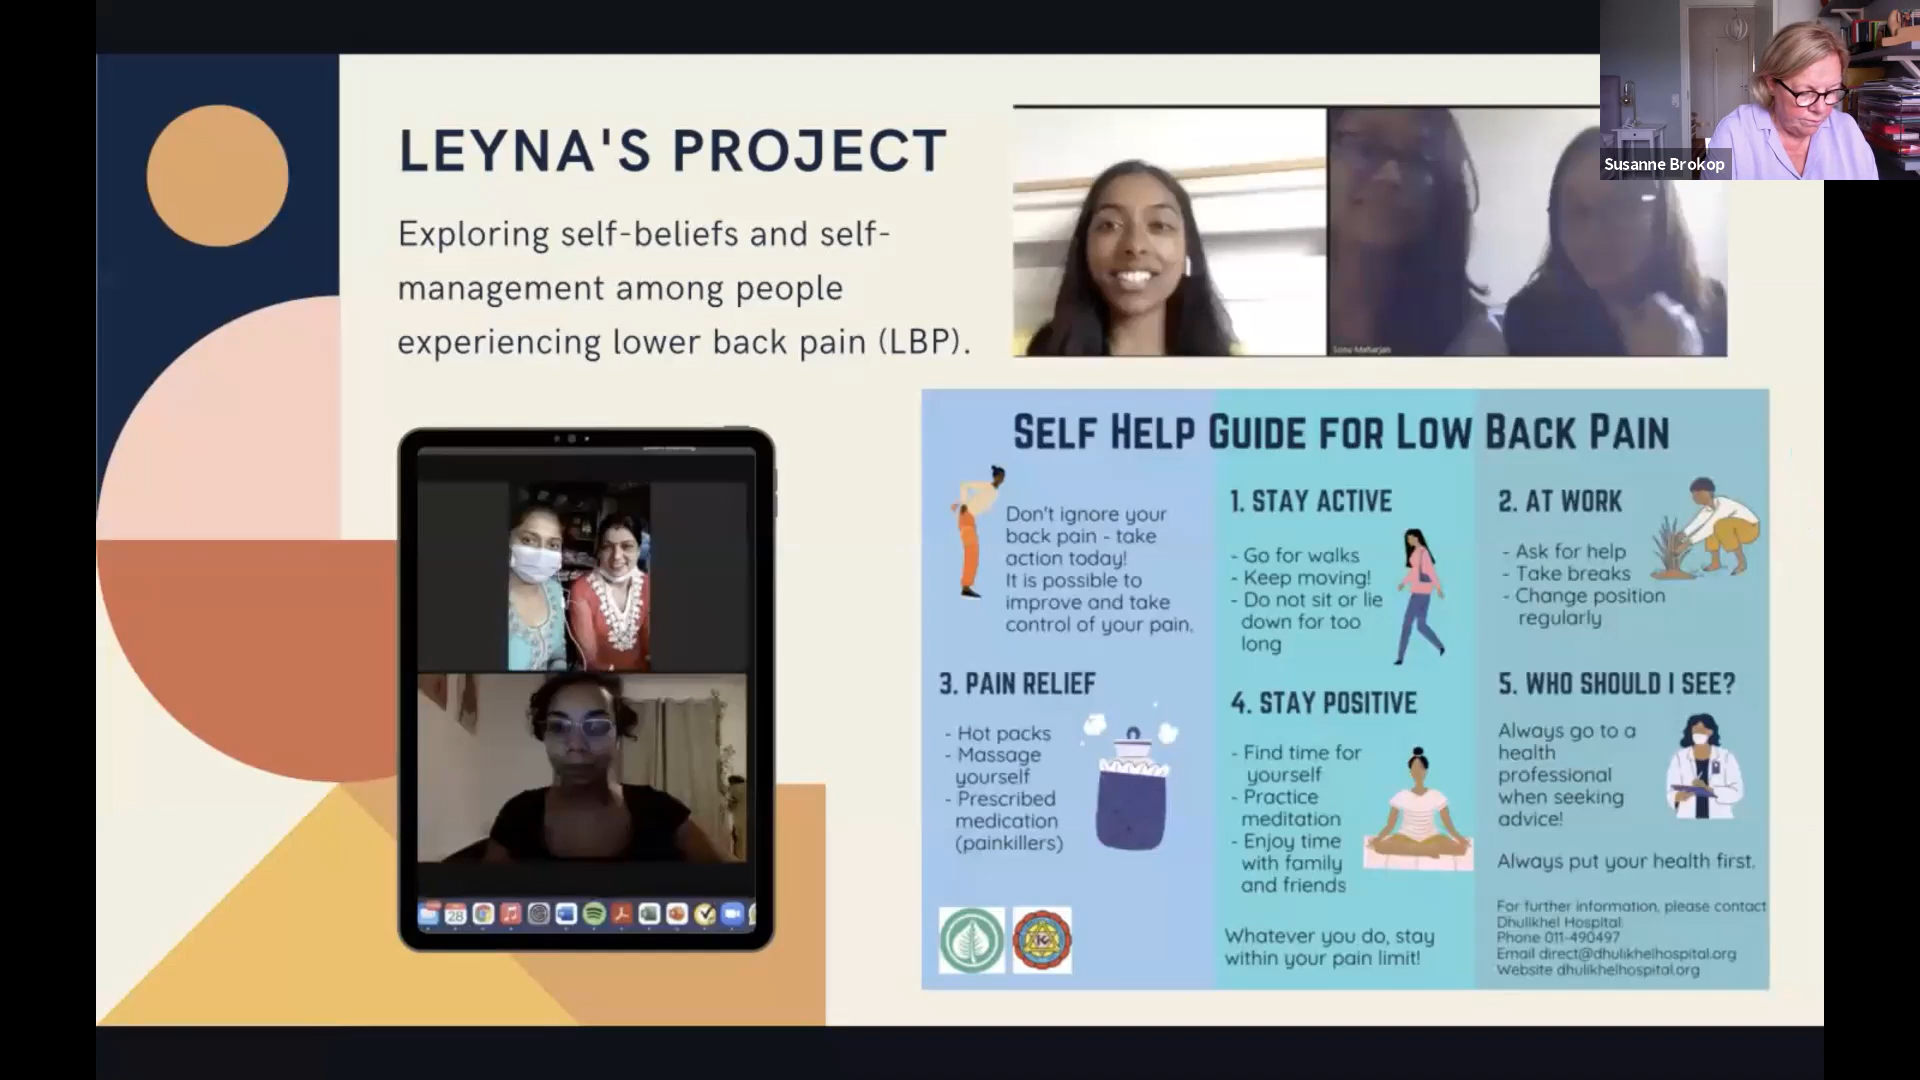 LEYNA'S PROJECT
Exploring self-beliefs and self-
management among people
experiencing lower back pain (LBP).
Susanne Brokop
Sonu Maharjan
SELF HELP GUIDE FOR LOW BACK PAIN
Don't ignore your
back pain - take
action today!
It is possible to
improve and take
control of your pain.
1. STAY ACTIVE
- Go for walks
- Keep moving!
- Do not sit or lie
down for too
long
2. AT WORK
- Ask for help
- Take breaks
- Change position
regularly
3. PAIN RELIEF
- Hot packs
- Massage
yourself
- Prescribed
medication
(painkillers)
4. STAY POSITIVE
- Find time for
yourself
- Practice
meditation
- Enjoy time
with family
and friends
Whatever you do, stay
within your pain limit!
5. WHO SHOULD I SEE?
Always go to a
health
professional
when seeking
advice!
Always put your health first.
For further information, please contact
Dhulikhel Hospital:
Phone 011-490497
Email direct@dhulikhelhospital.org
Website dhulikhelhospital.org
28